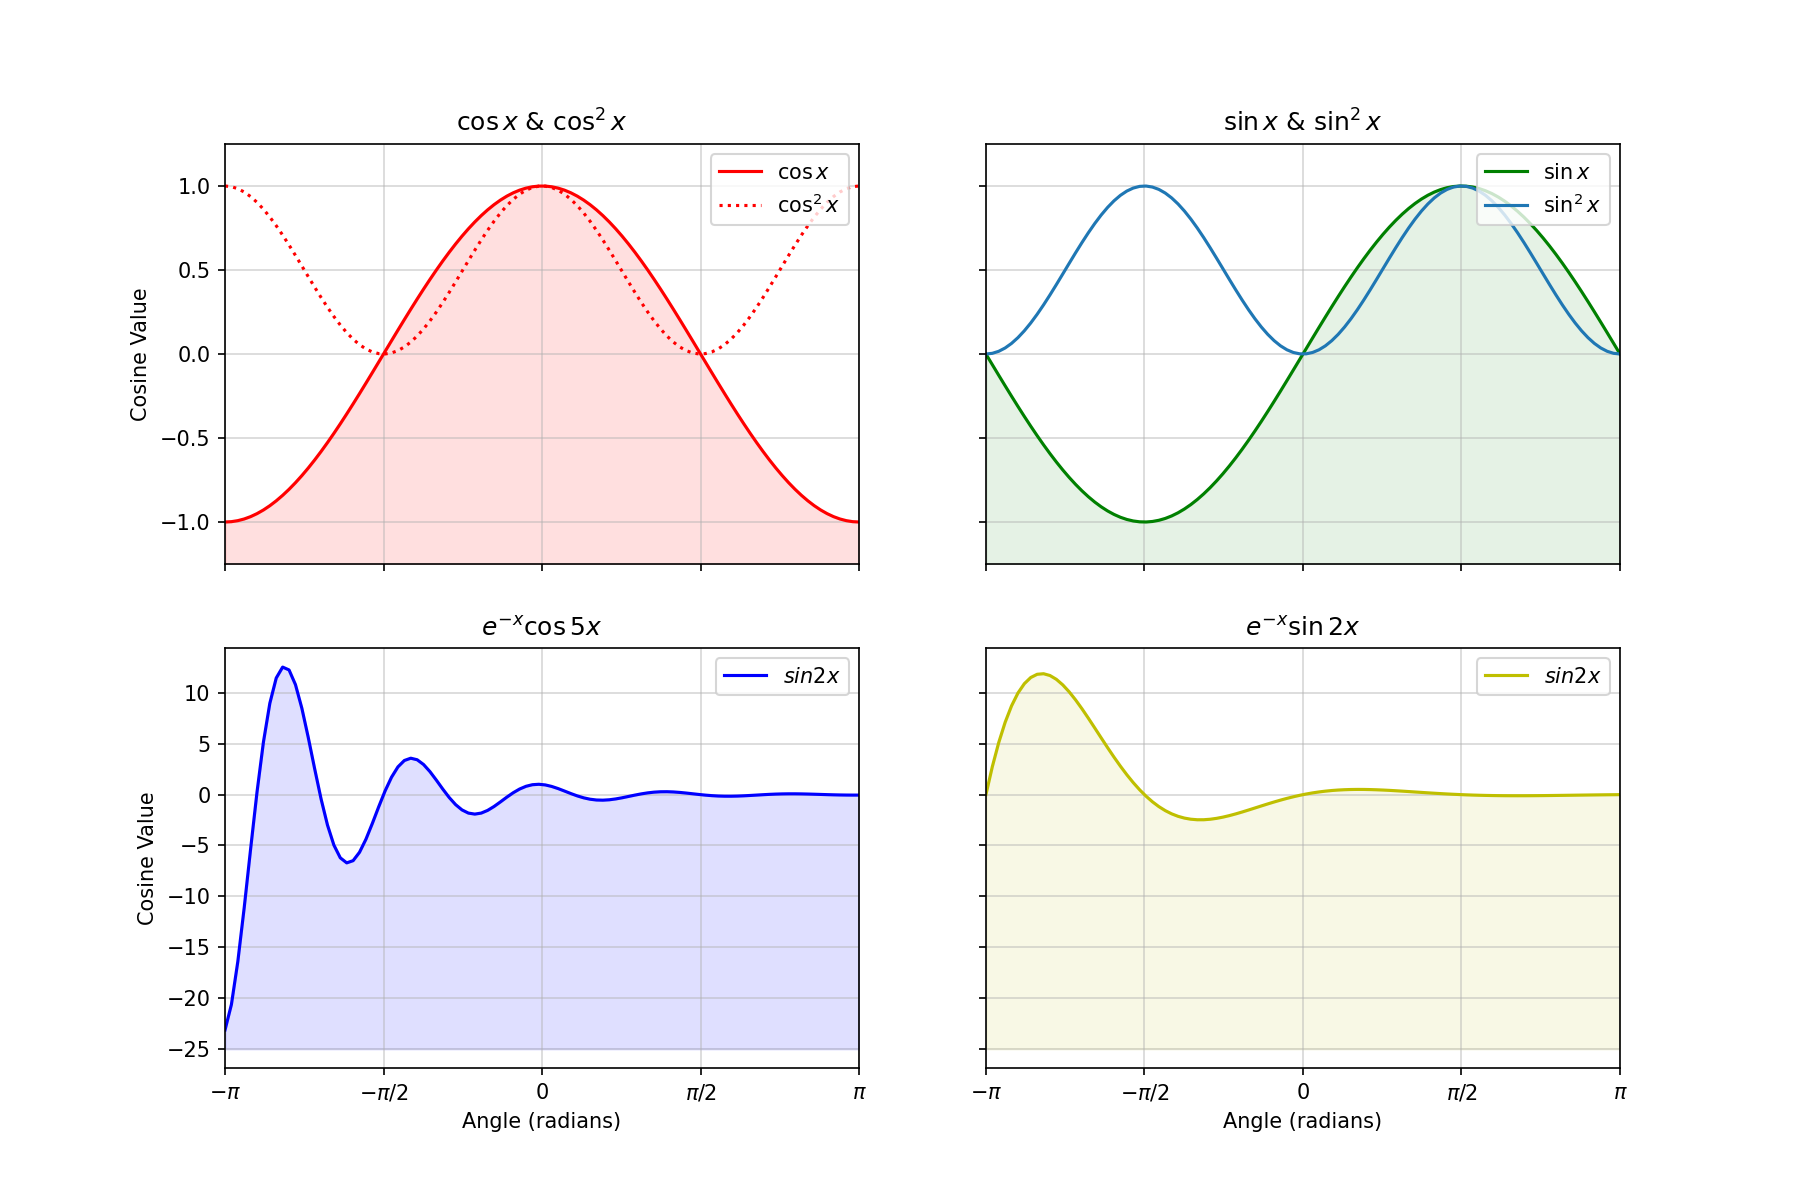 cos x & cos² x
cos x
cos² x
1.0
0.5
0.0
−0.5
−1.0
Cosine Value
sin x & sin² x
sin x
sin² x
e⁻ˣcos 5x
sin2x
10
5
0
−5
−10
−15
−20
−25
Cosine Value
−π
−π/2
0
π/2
π
Angle (radians)
e⁻ˣsin 2x
sin2x
−π
−π/2
0
π/2
π
Angle (radians)